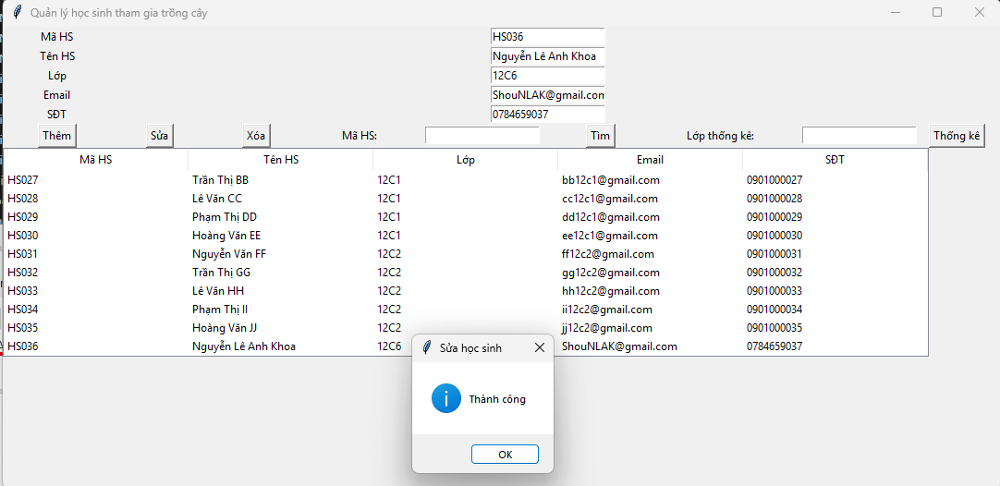 Quản lý học sinh tham gia trồng cây
Mã HS HS036
Tên HS Nguyễn Lê Anh Khoa
Lớp 12C6
Email ShouNLAK@gmail.com
SĐT 0784659037
Thêm Sửa Xóa Mã HS: Tìm Lớp thống kê: Thống kê
Mã HS Tên HS Lớp Email SĐT
HS027 Trần Thị BB 12C1 bb12c1@gmail.com 0901000027
HS028 Lê Văn CC 12C1 cc12c1@gmail.com 0901000028
HS029 Phạm Thị DD 12C1 dd12c1@gmail.com 0901000029
HS030 Hoàng Văn EE 12C1 ee12c1@gmail.com 0901000030
HS031 Nguyễn Văn FF 12C2 ff12c2@gmail.com 0901000031
HS032 Trần Thị GG 12C2 gg12c2@gmail.com 0901000032
HS033 Lê Văn HH 12C2 hh12c2@gmail.com 0901000033
HS034 Phạm Thị II 12C2 ii12c2@gmail.com 0901000034
HS035 Hoàng Văn JJ 12C2 jj12c2@gmail.com 0901000035
HS036 Nguyễn Lê Anh Khoa 12C6 ShouNLAK@gmail.com 0784659037
Sửa học sinh
Thành công
OK